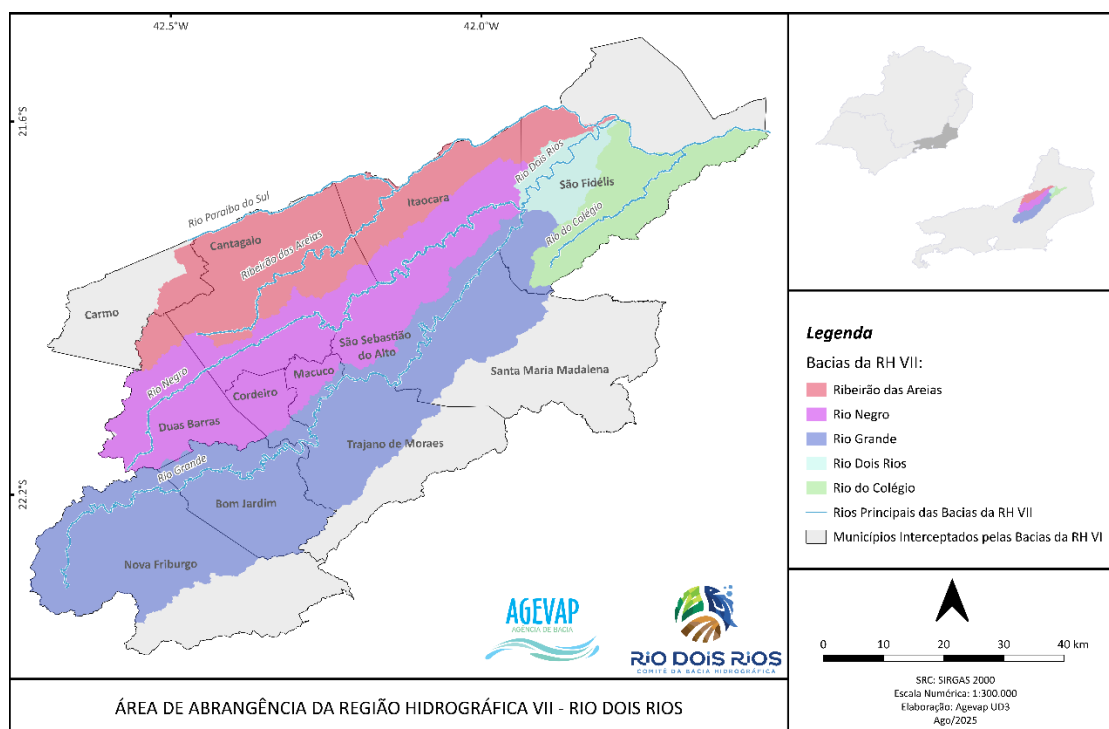 42.5°W
42.0°W
21.6°S
22.2°S
Rio Paraíba do Sul
Rio Dois Rios
São Fidélis
Itaocara
Rio do Colégio
Cantagalo
Ribeirão das Areias
Carmo
São Sebastião
do Alto
Santa Maria Madalena
Rio Negro
Macuco
Cordeiro
Duas Barras
Trajano de Moraes
Rio Grande
Bom Jardim
Nova Friburgo
AGEVAP
AGÊNCIA DE BACIA
RIO DOIS RIOS
COMITÊ DA BACIA HIDROGRÁFICA
ÁREA DE ABRANGÊNCIA DA REGIÃO HIDROGRÁFICA VII - RIO DOIS RIOS
Legenda
Bacias da RH VII:
Ribeirão das Areias
Rio Negro
Rio Grande
Rio Dois Rios
Rio do Colégio
Rios Principais das Bacias da RH VII
Municípios Interceptados pelas Bacias da RH VI
0 10 20 30 40 km
SRC: SIRGAS 2000
Escala Numérica: 1:300.000
Elaboração: Agevap UD3
Ago/2025